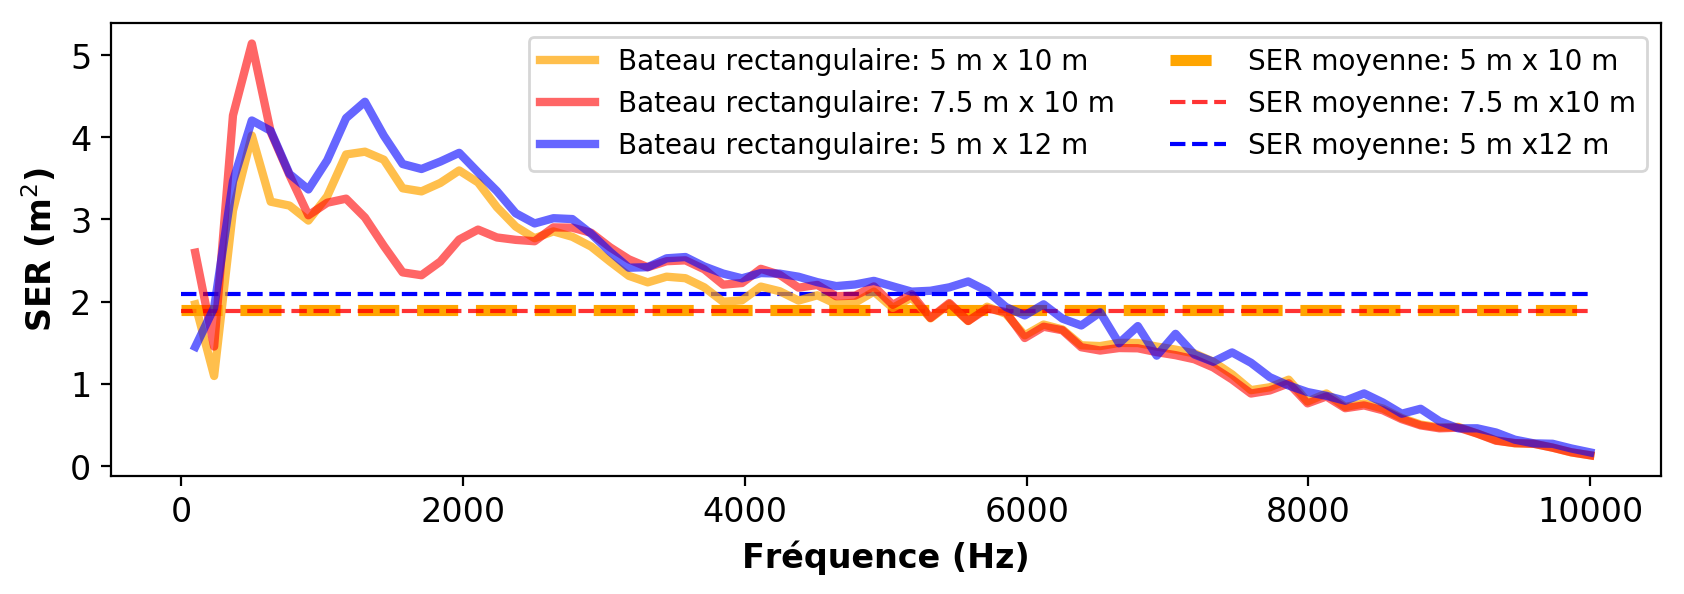 Bateau rectangulaire: 5 m x 10 m
Bateau rectangulaire: 7.5 m x 10 m
Bateau rectangulaire: 5 m x 12 m
SER moyenne: 5 m x 10 m
SER moyenne: 7.5 m x10 m
SER moyenne: 5 m x12 m
SER (m²)
5
4
3
2
1
0
0 2000 4000 6000 8000 10000
Fréquence (Hz)